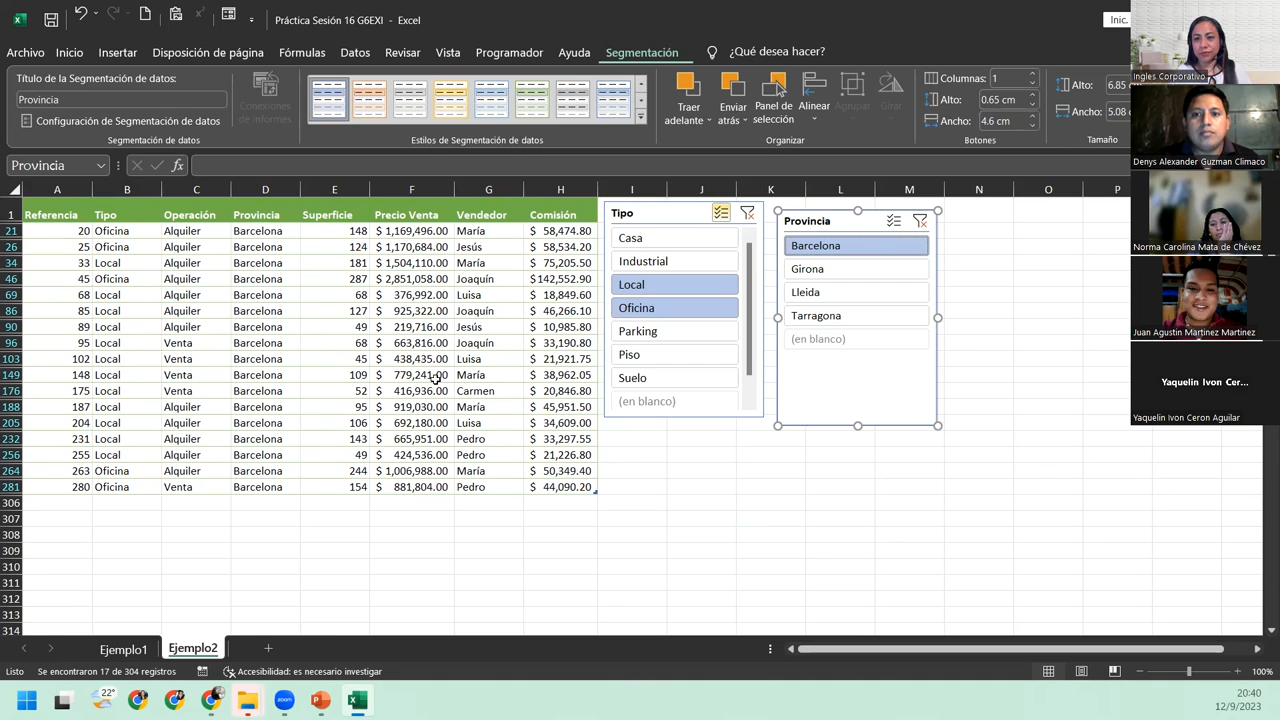 Práctica Sesión 16 G6EXI - Excel
Inic.
Archivo Inicio Insertar Disposición de página Fórmulas Datos Revisar Vista Programador Ayuda Segmentación ¿Qué desea hacer?
Título de la Segmentación de datos:
Provincia
Configuración de Segmentación de datos
Segmentación de datos
Conexiones de informes
Estilos de Segmentación de datos
Traer adelante
Enviar atrás
Panel de selección
Alinear
Agrupar
Girar
Organizar
Columnas: 1
Alto: 0.65 cm
Ancho: 4.6 cm
Botones
Alto: 6.85
Ancho: 5.08
Tamaño
Provincia
fx
A B C D E F G H I J K L M N O P
1 Referencia Tipo Operación Provincia Superficie Precio Venta Vendedor Comisión
21 20 Oficina Alquiler Barcelona 148 $ 1,169,496.00 María $ 58,474.80
26 25 Oficina Alquiler Barcelona 124 $ 1,170,684.00 Jesús $ 58,534.20
34 33 Local Alquiler Barcelona 181 $ 1,504,110.00 María $ 75,205.50
46 45 Oficina Alquiler Barcelona 287 $ 2,851,058.00 Joaquín $ 142,552.90
69 68 Local Alquiler Barcelona 69 $ 376,992.00 Luisa $ 18,849.60
86 85 Local Alquiler Barcelona 127 $ 925,322.00 Joaquín $ 46,266.10
90 89 Local Alquiler Barcelona 49 $ 219,716.00 Jesús $ 10,985.80
96 95 Local Venta Barcelona 68 $ 663,816.00 Joaquín $ 33,190.80
103 102 Local Venta Barcelona 45 $ 438,435.00 Luisa $ 21,921.75
149 148 Local Venta Barcelona 109 $ 779,241.00 María $ 38,962.05
176 175 Local Venta Barcelona 52 $ 416,936.00 Carmen $ 20,846.80
188 187 Local Alquiler Barcelona 95 $ 919,030.00 María $ 45,951.50
205 204 Local Alquiler Barcelona 106 $ 692,180.00 Luisa $ 34,609.00
232 231 Local Alquiler Barcelona 143 $ 665,951.00 Pedro $ 33,297.55
256 255 Local Alquiler Barcelona 49 $ 424,536.00 Pedro $ 21,226.80
264 263 Oficina Alquiler Barcelona 244 $ 1,006,988.00 María $ 50,349.40
281 280 Oficina Venta Barcelona 154 $ 881,804.00 Pedro $ 44,090.20
306
307
308
309
310
311
312
313
314
Tipo
Casa
Industrial
Local
Oficina
Parking
Piso
Suelo
(en blanco)
Provincia
Barcelona
Girona
Lleida
Tarragona
(en blanco)
Ingles Corporativo
Denys Alexander Guzman Climaco
Norma Carolina Mata de Chévez
Juan Agustin Martinez Martinez
Yaquelin Ivon Cer...
Yaquelin Ivon Ceron Aguilar
Ejemplo1 Ejemplo2
Listo Se encontraron 17 de 304 registros Accesibilidad: es necesario investigar 100%
22°
zoom
20:40
12/9/2023